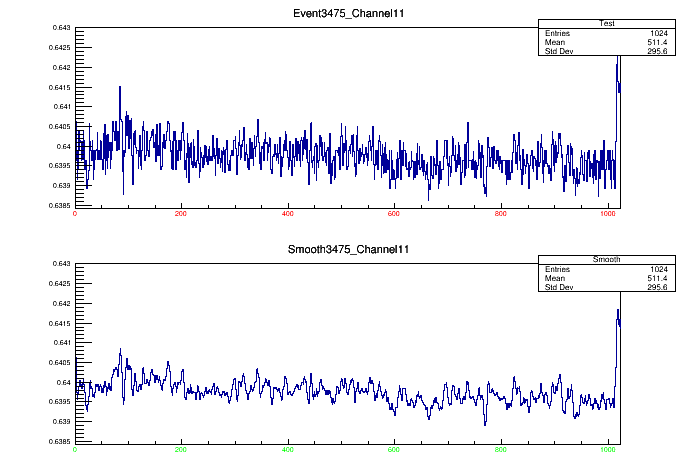 Event3475_Channel11
Test
Entries 1024
Mean 511.4
Std Dev 295.6
0.643
0.6425
0.642
0.6415
0.641
0.6405
0.64
0.6395
0.639
0.6385
0 200 400 600 800 1000
Smooth3475_Channel11
Smooth
Entries 1024
Mean 511.4
Std Dev 295.6
0.643
0.6425
0.642
0.6415
0.641
0.6405
0.64
0.6395
0.639
0.6385
0 200 400 600 800 1000